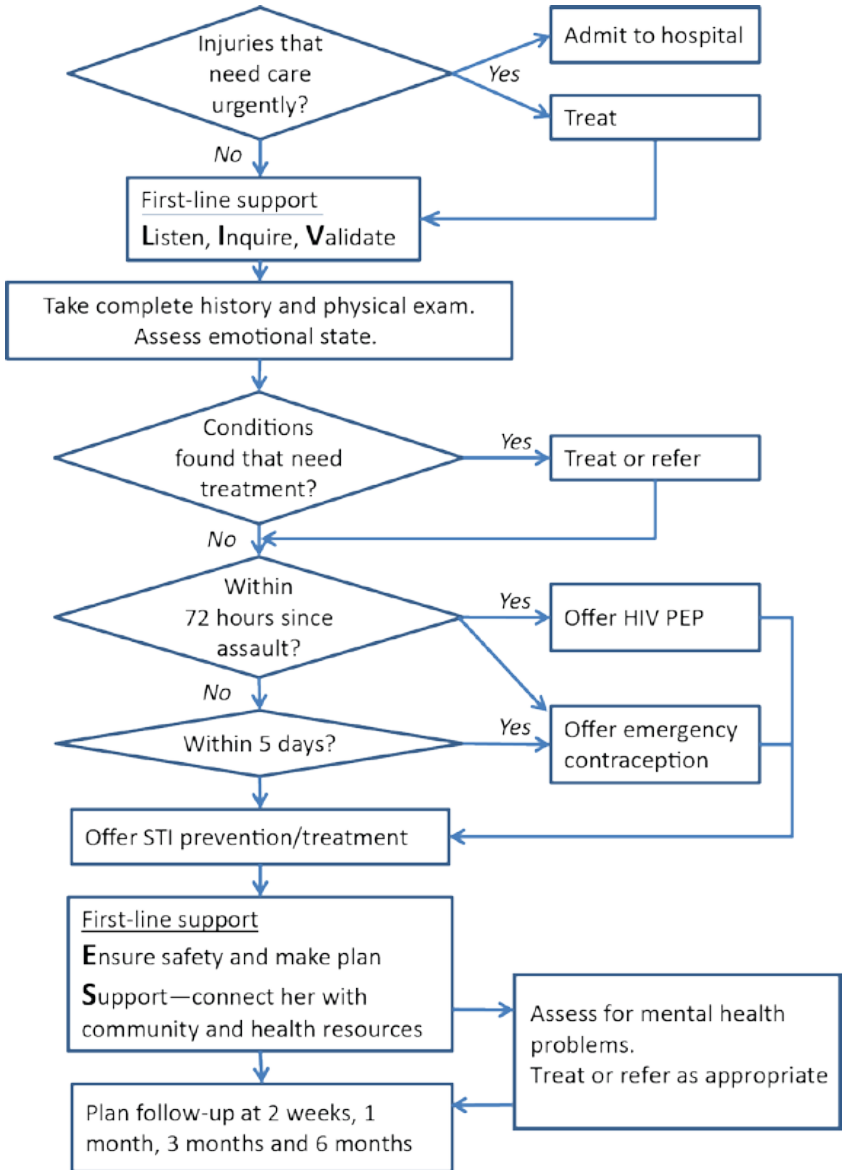 Injuries that
need care
urgently?
Yes
Admit to hospital
Treat
No
First-line support
Listen, Inquire, Validate
Take complete history and physical exam.
Assess emotional state.
Conditions
found that need
treatment?
Yes
Treat or refer
No
Within
72 hours since
assault?
Yes
Offer HIV PEP
No
Within 5 days?
Yes
Offer emergency
contraception
Offer STI prevention/treatment
First-line support
Ensure safety and make plan
Support—connect her with
community and health resources
Assess for mental health
problems.
Treat or refer as appropriate
Plan follow-up at 2 weeks, 1
month, 3 months and 6 months